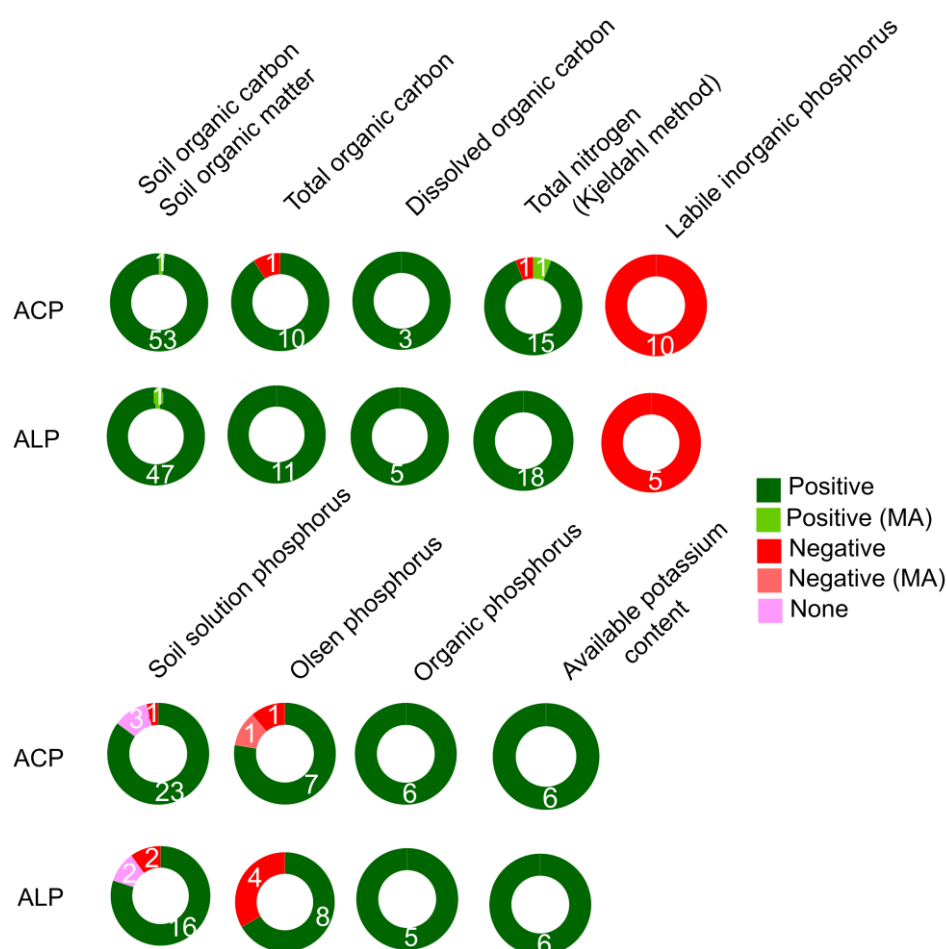 Soil organic carbon
Soil organic matter
Total organic carbon
Dissolved organic carbon
Total nitrogen
(Kjeldahl method)
Labile inorganic phosphorus
ACP
1
53
1
10
3
1
1
15
10
ALP
1
47
11
5
18
5
Positive
Positive (MA)
Negative
Negative (MA)
None
Soil solution phosphorus
Olsen phosphorus
Organic phosphorus
Available potassium
content
ACP
3
1
23
1
1
7
6
6
ALP
2
2
16
4
8
5
6